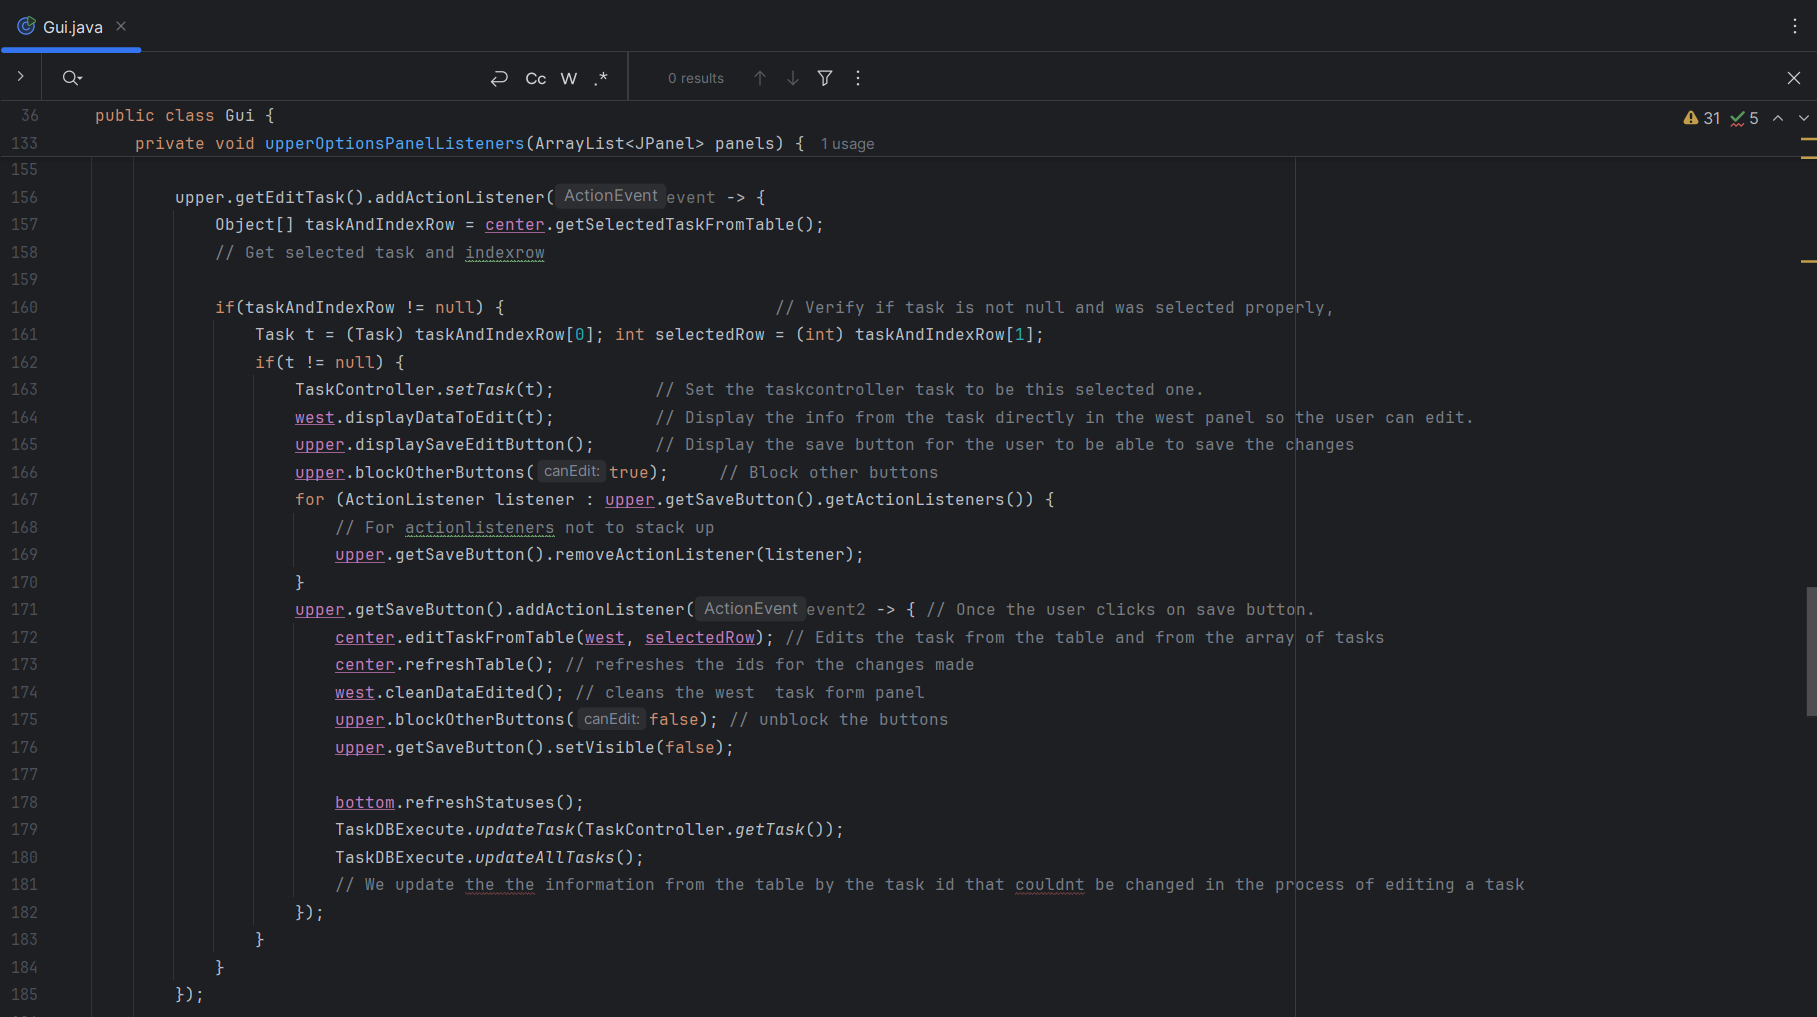 Gui.java
Cc W .* 0 results
36 public class Gui {
31 5
133 private void upperOptionsPanelListeners(ArrayList<JPanel> panels) { 1 usage
155
156 upper.getEditTask().addActionListener( ActionEvent event -> {
157 Object[] taskAndIndexRow = center.getSelectedTaskFromTable();
158 // Get selected task and indexrow
159
160 if(taskAndIndexRow != null) { // Verify if task is not null and was selected properly,
161 Task t = (Task) taskAndIndexRow[0]; int selectedRow = (int) taskAndIndexRow[1];
162 if(t != null) {
163 TaskController.setTask(t); // Set the taskcontroller task to be this selected one.
164 west.displayDataToEdit(t); // Display the info from the task directly in the west panel so the user can edit.
165 upper.displaySaveEditButton(); // Display the save button for the user to be able to save the changes
166 upper.blockOtherButtons( canEdit: true); // Block other buttons
167 for (ActionListener listener : upper.getSaveButton().getActionListeners()) {
168 // For actionlisteners not to stack up
169 upper.getSaveButton().removeActionListener(listener);
170 }
171 upper.getSaveButton().addActionListener( ActionEvent event2 -> { // Once the user clicks on save button.
172 center.editTaskFromTable(west, selectedRow); // Edits the task from the table and from the array of tasks
173 center.refreshTable(); // refreshes the ids for the changes made
174 west.cleanDataEdited(); // cleans the west  task form panel
175 upper.blockOtherButtons( canEdit: false); // unblock the buttons
176 upper.getSaveButton().setVisible(false);
177
178 bottom.refreshStatuses();
179 TaskDBExecute.updateTask(TaskController.getTask());
180 TaskDBExecute.updateAllTasks();
181 // We update the the information from the table by the task id that couldnt be changed in the process of editing a task
182 });
183 }
184 }
185 });